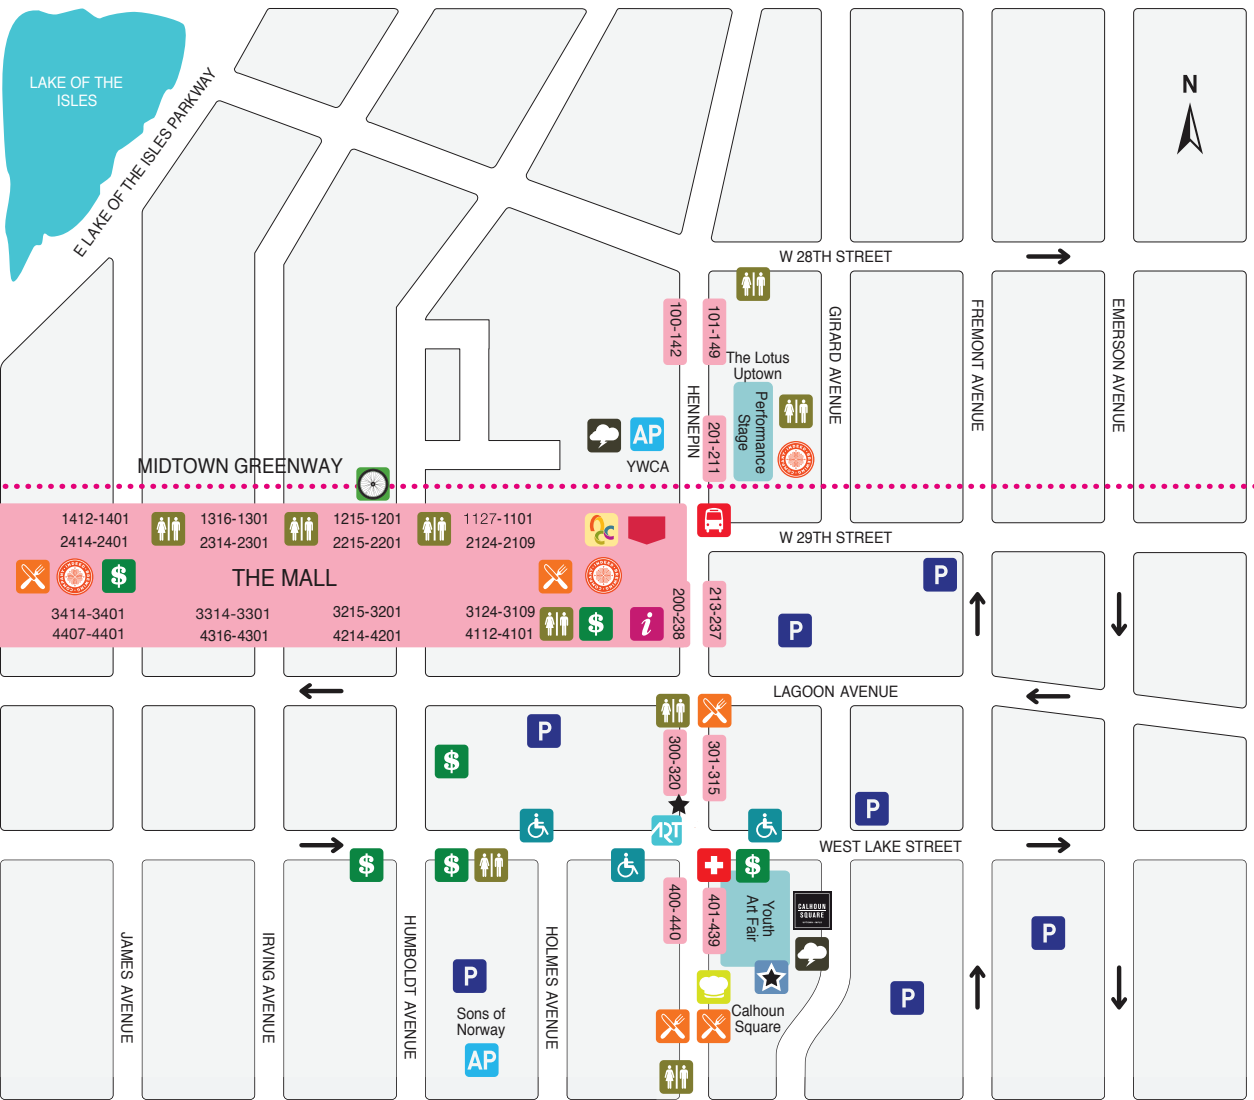 LAKE OF THE
ISLES
E LAKE OF THE ISLES PARKWAY
N
W 28TH STREET
100-142
101-149
The Lotus
Uptown
GIRARD AVENUE
FREMONT AVENUE
EMERSON AVENUE
HENNEPIN
Performance
Stage
201-211
AP
YWCA
MIDTOWN GREENWAY
1412-1401
2414-2401
1316-1301
2314-2301
1215-1201
2215-2201
1127-1101
2124-2109
W 29TH STREET
$
THE MALL
P
P
3414-3401
4407-4401
3314-3301
4316-4301
3215-3201
4214-4201
3124-3109
4112-4101
$
i
200-238
213-237
LAGOON AVENUE
P
$
300-320
301-315
P
ART
WEST LAKE STREET
$
$
$
400-440
401-439
Youth
Art Fair
CALHOUN
SQUARE
JAMES AVENUE
IRVING AVENUE
HUMBOLDT AVENUE
HOLMES AVENUE
P
P
P
Sons of
Norway
AP
Calhoun
Square